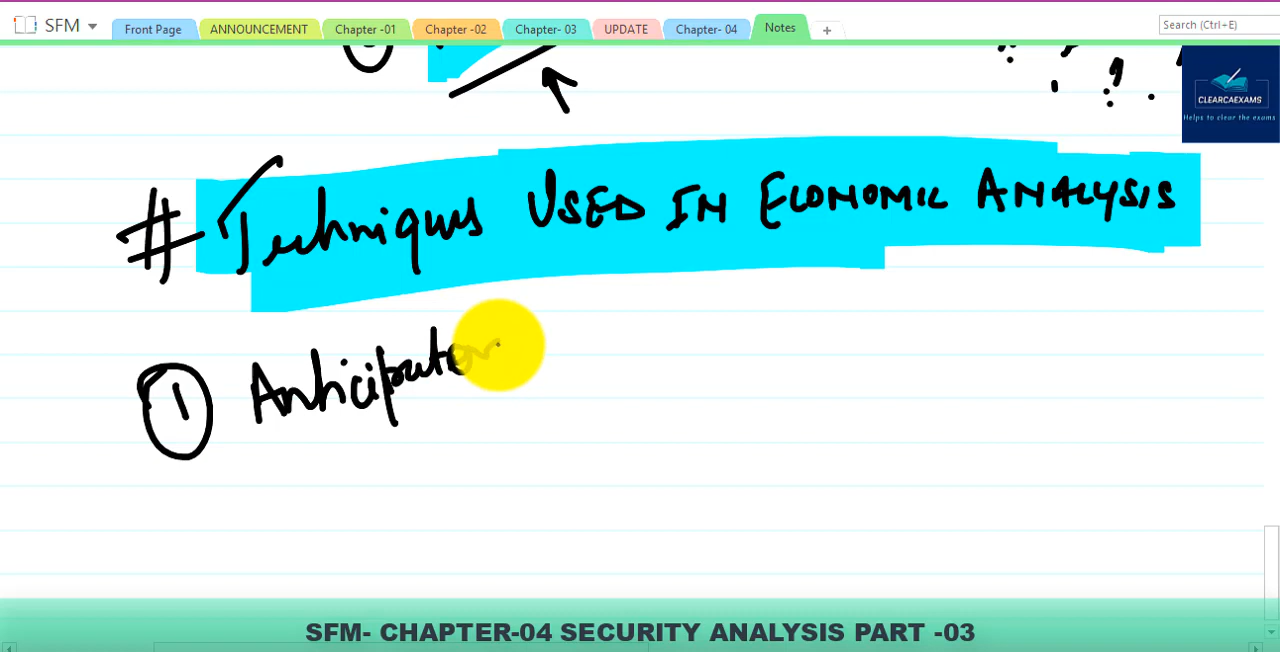 SFM Front Page ANNOUNCEMENT Chapter -01 Chapter -02 Chapter- 03 UPDATE Chapter- 04 Notes + Search (Ctrl+E)
? ?
CLEARCAEXAMS
Helps to clear the exams
# Techniques USED IN ECONOMIC ANALYSIS
① Anticipator
SFM- CHAPTER-04 SECURITY ANALYSIS PART -03